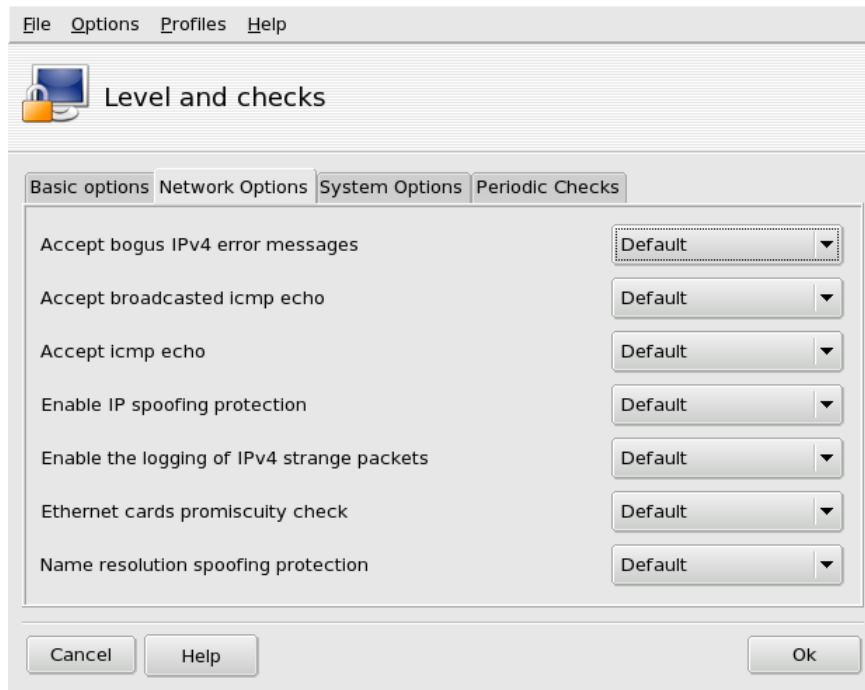 File Options Profiles Help
Level and checks
Basic options Network Options System Options Periodic Checks
Accept bogus IPv4 error messages Default
Accept broadcasted icmp echo Default
Accept icmp echo Default
Enable IP spoofing protection Default
Enable the logging of IPv4 strange packets Default
Ethernet cards promiscuity check Default
Name resolution spoofing protection Default
Cancel Help Ok